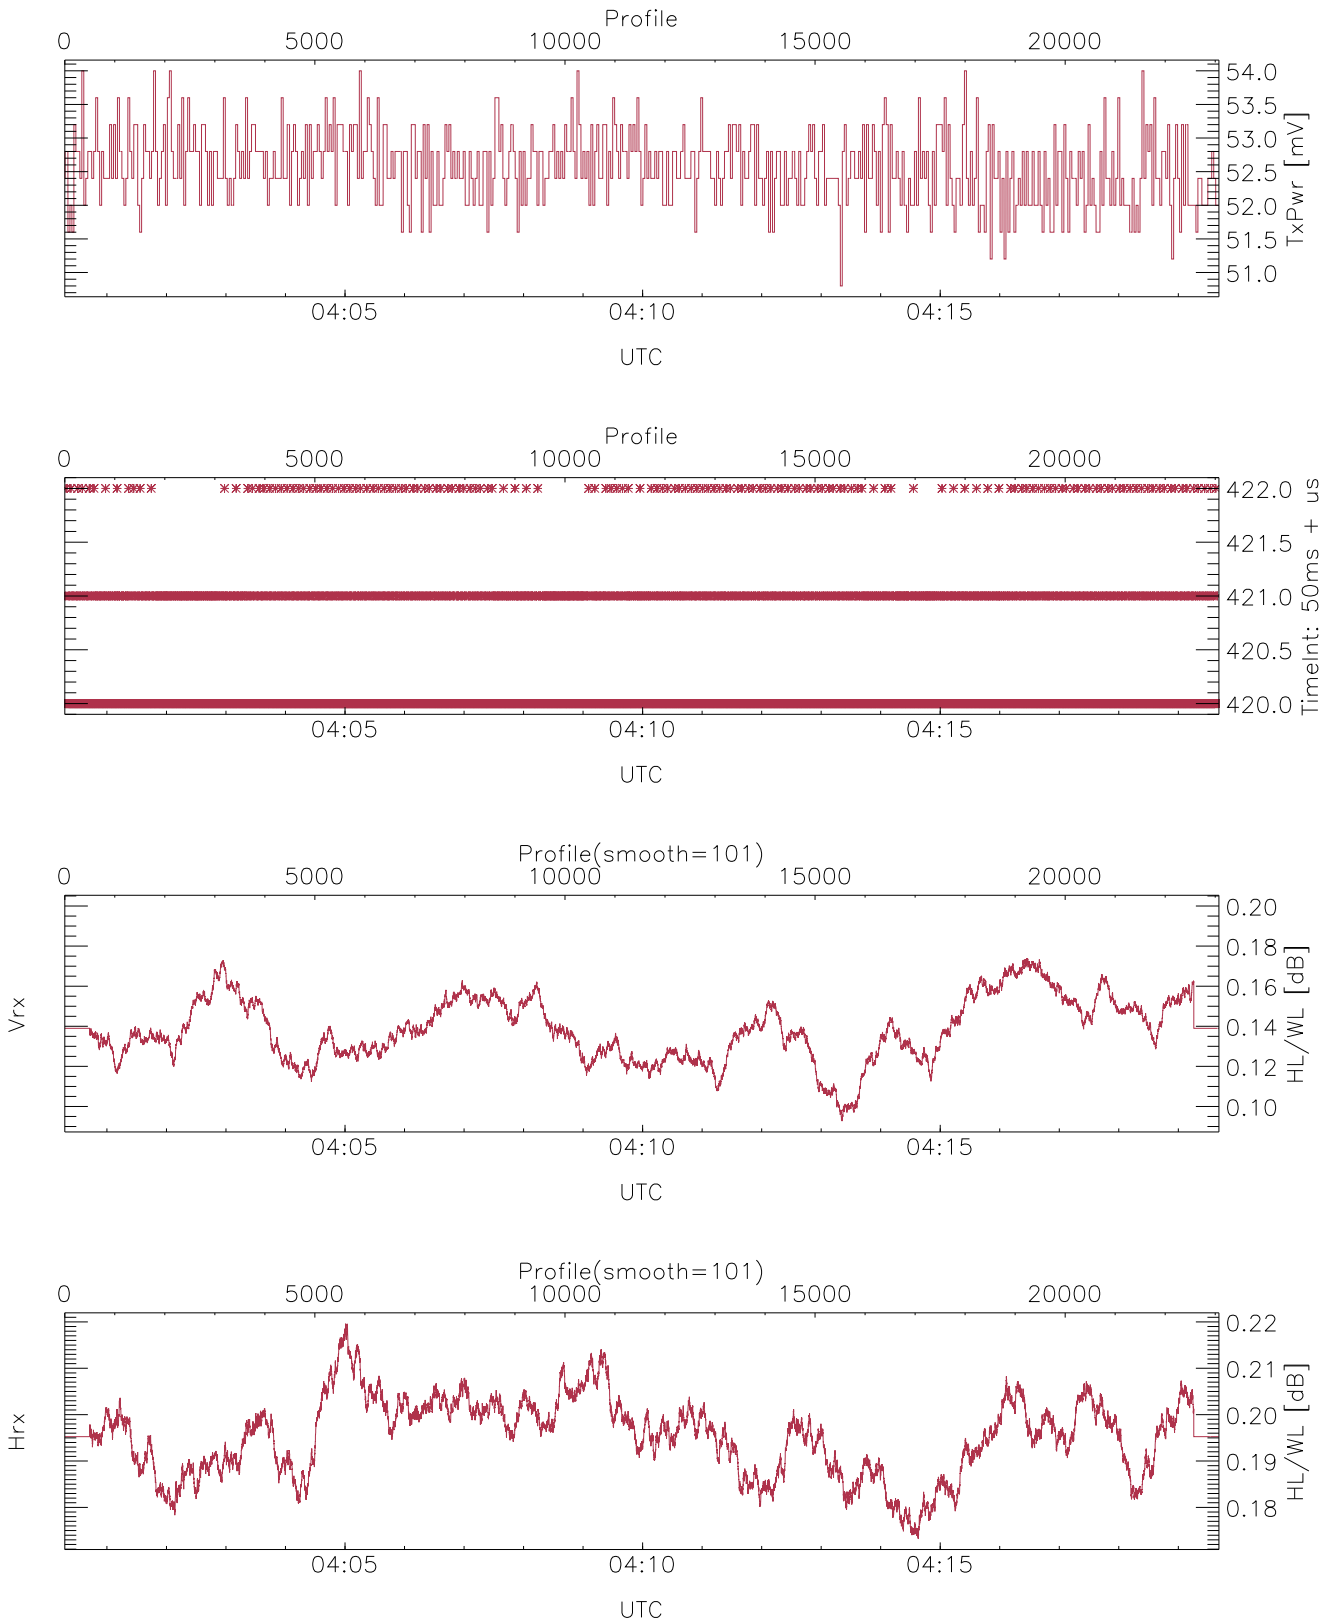 Profile
0 5000 10000 15000 20000
54.0
53.5
53.0
52.5
52.0
51.5
51.0
TxPwr [mV]
04:05 04:10 04:15
UTC
Profile
0 5000 10000 15000 20000
422.0
421.5
421.0
420.5
420.0
TimeInt: 50ms + us
04:05 04:10 04:15
UTC
Profile(smooth=101)
0 5000 10000 15000 20000
Vrx
0.20
0.18
0.16
0.14
0.12
0.10
HL/WL [dB]
04:05 04:10 04:15
UTC
Profile(smooth=101)
0 5000 10000 15000 20000
Hrx
0.22
0.21
0.20
0.19
0.18
HL/WL [dB]
04:05 04:10 04:15
UTC